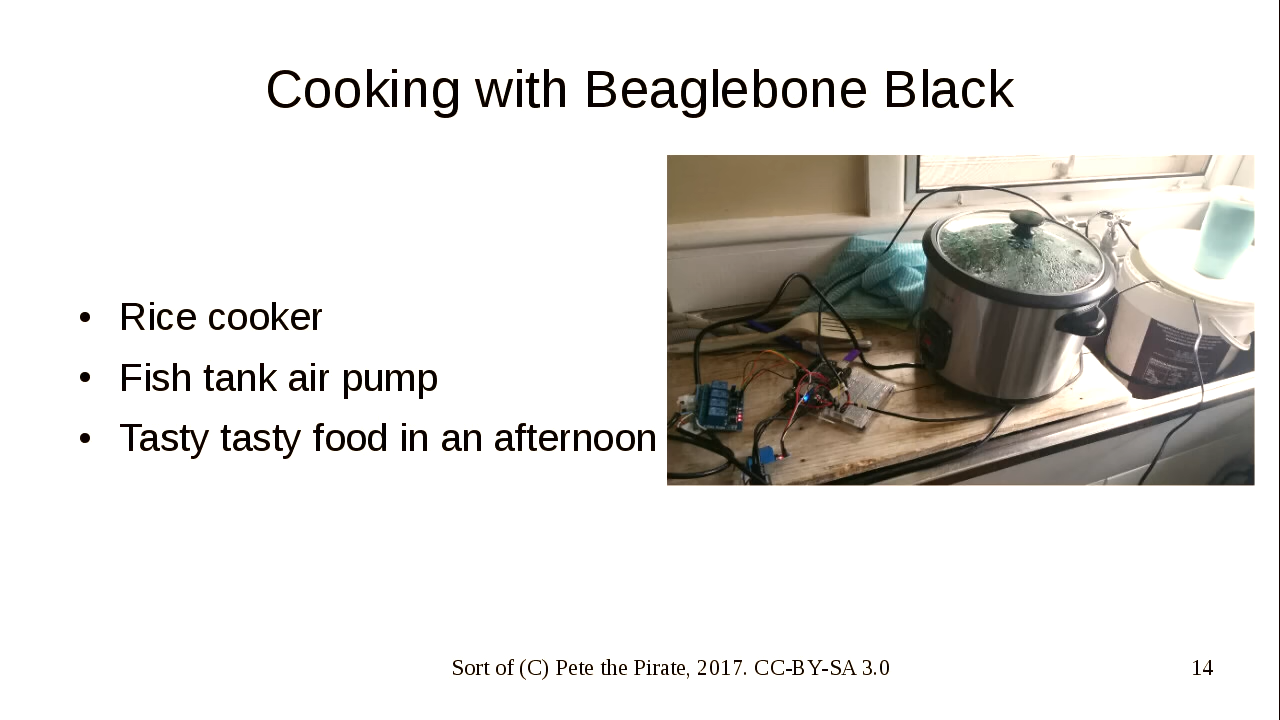 Cooking with Beaglebone Black
• Rice cooker
• Fish tank air pump
• Tasty tasty food in an afternoon
Sort of (C) Pete the Pirate, 2017. CC-BY-SA 3.0
14